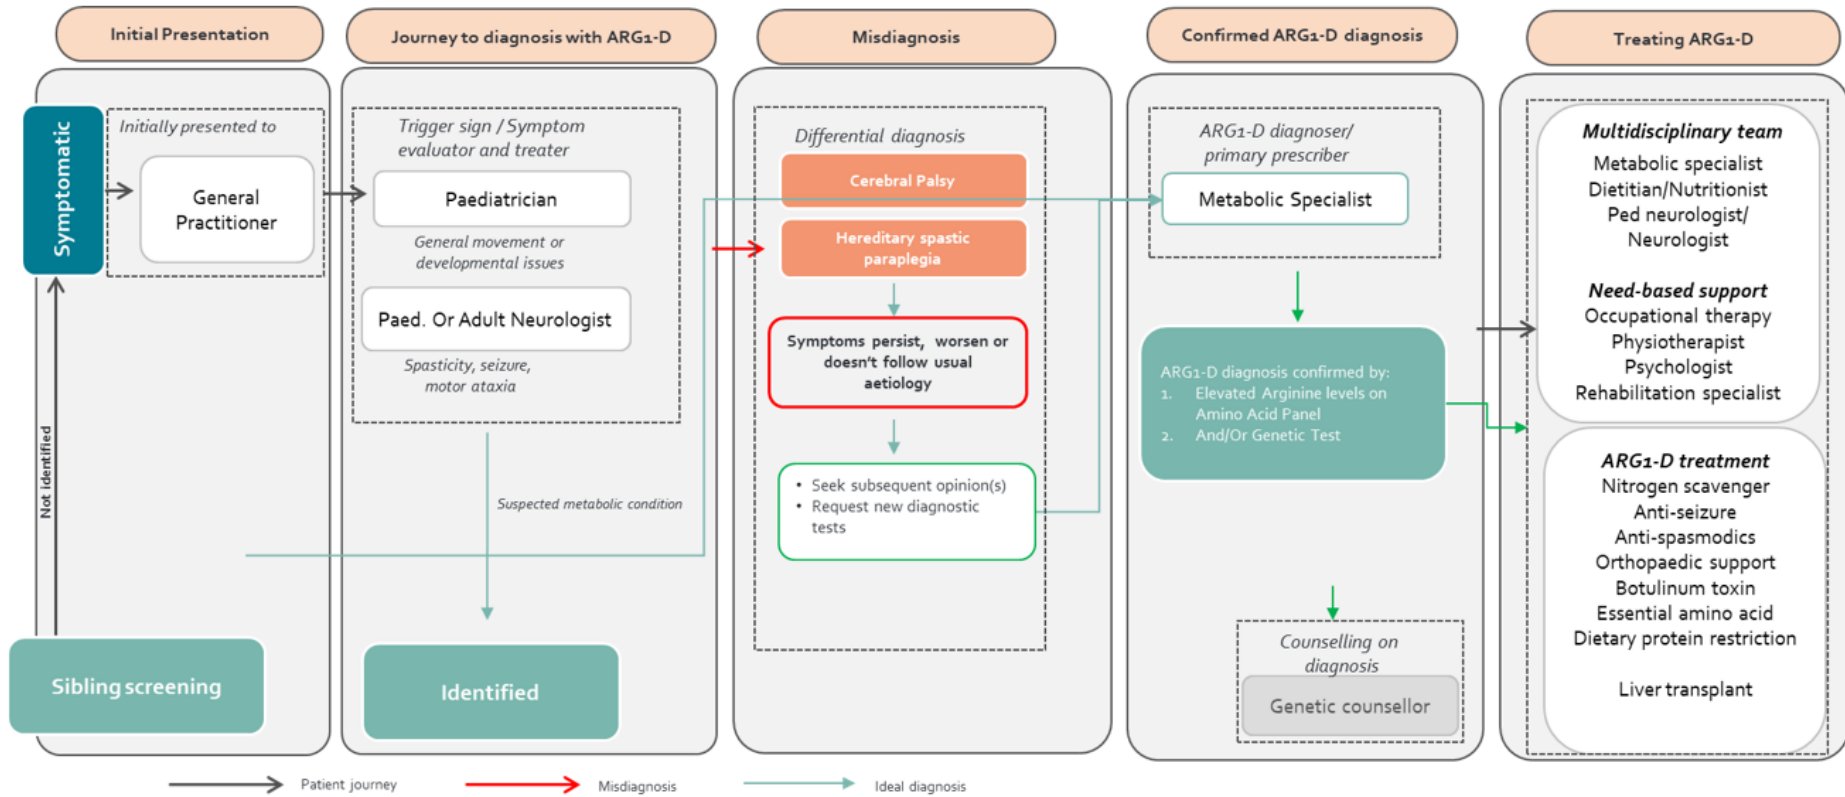 Initial Presentation
Journey to diagnosis with ARG1-D
Misdiagnosis
Confirmed ARG1-D diagnosis
Treating ARG1-D
Symptomatic
Initially presented to
General
Practitioner
Not identified
Sibling screening
Trigger sign / Symptom
evaluator and treater
Paediatrician
General movement or
developmental issues
Paed. Or Adult Neurologist
Spasticity, seizure,
motor ataxia
Suspected metabolic condition
Identified
Differential diagnosis
Cerebral Palsy
Hereditary spastic
paraplegia
Symptoms persist, worsen or
doesn't follow usual
aetiology
• Seek subsequent opinion(s)
• Request new diagnostic
tests
ARG1-D diagnoser/
primary prescriber
Metabolic Specialist
ARG1-D diagnosis confirmed by:
1. Elevated Arginine levels on
Amino Acid Panel
2. And/Or Genetic Test
Counselling on
diagnosis
Genetic counsellor
Multidisciplinary team
Metabolic specialist
Dietitian/Nutritionist
Ped neurologist/
Neurologist
Need-based support
Occupational therapy
Physiotherapist
Psychologist
Rehabilitation specialist
ARG1-D treatment
Nitrogen scavenger
Anti-seizure
Anti-spasmodics
Orthopaedic support
Botulinum toxin
Essential amino acid
Dietary protein restriction
Liver transplant
Patient journey
Misdiagnosis
Ideal diagnosis